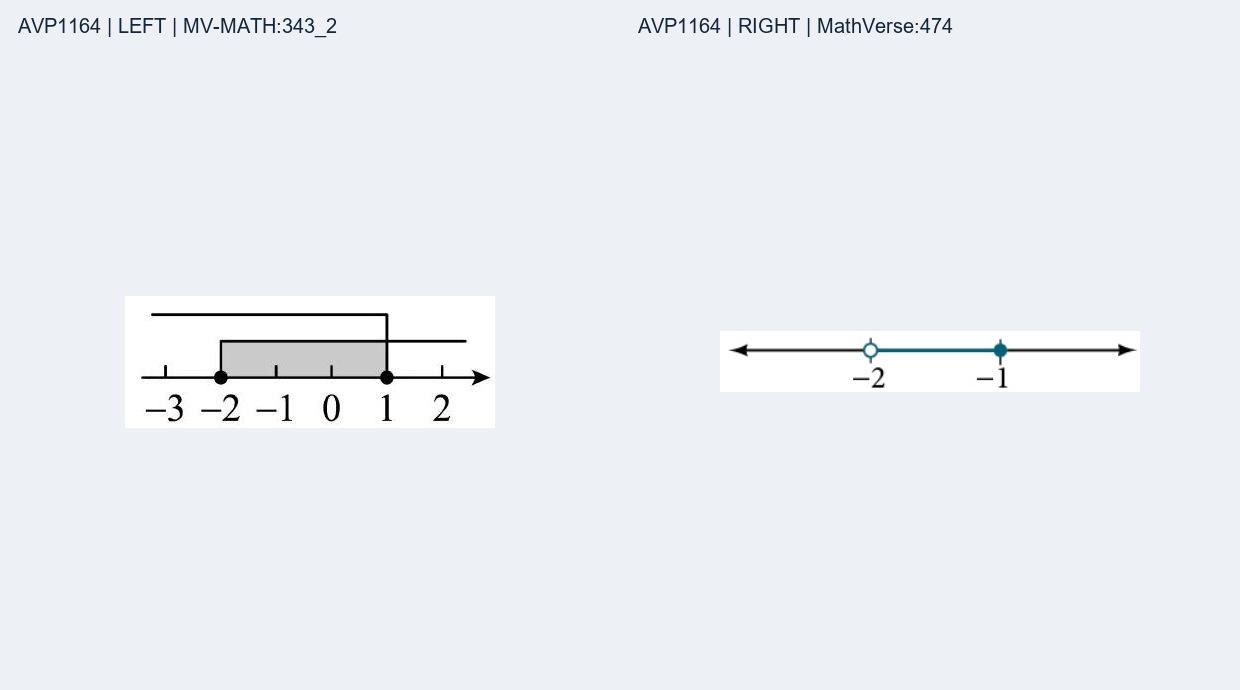 AVP1164 | LEFT | MV-MATH:343_2
AVP1164 | RIGHT | MathVerse:474
−3 −2 −1 0 1 2
−2 −1